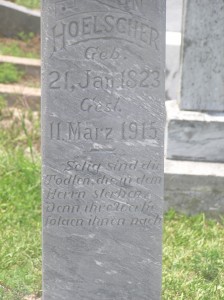 HOELSCHER
Geb.
21. Jan. 1823
Gest.
11. März 1915
Selig sind die
Todten, die in dem
Herrn sterben,
denn ihre Werke
folgen ihnen nach